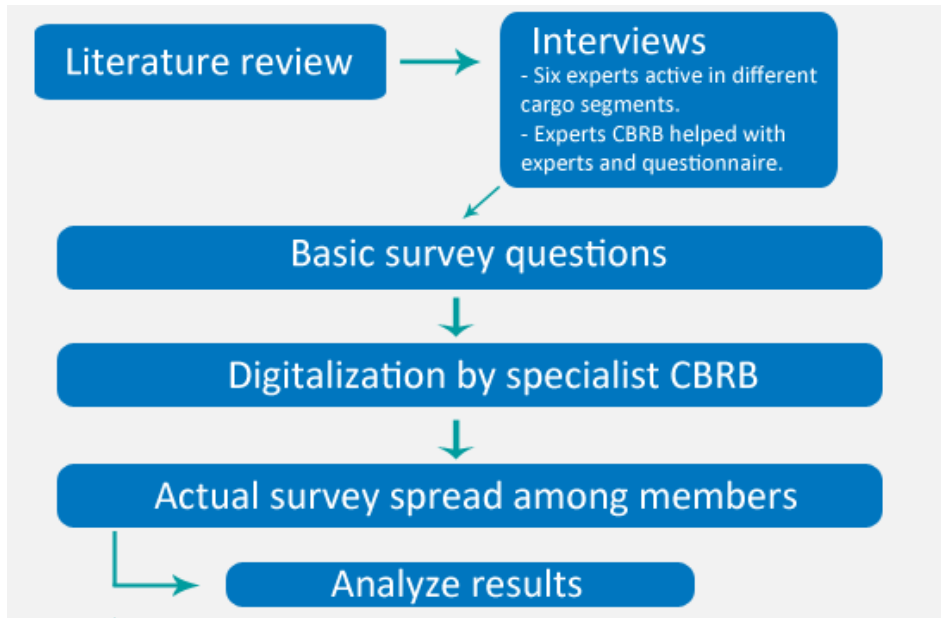 Literature review
Interviews
- Six experts active in different
cargo segments.
- Experts CBRB helped with
experts and questionnaire.
Basic survey questions
Digitalization by specialist CBRB
Actual survey spread among members
Analyze results